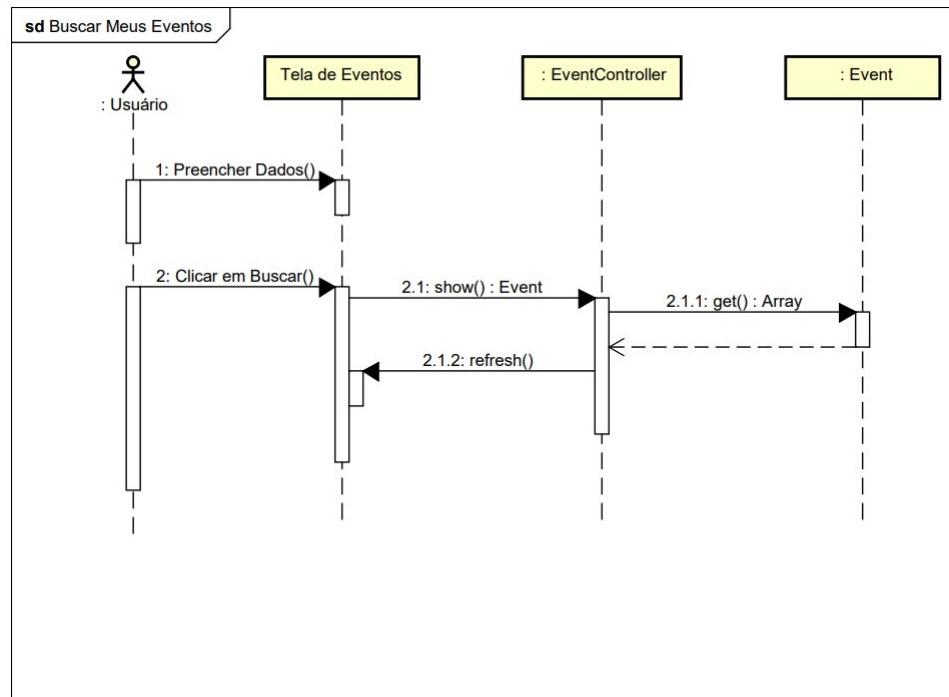 sd Buscar Meus Eventos
: Usuário
Tela de Eventos
: EventController
: Event
1: Preencher Dados()
2: Clicar em Buscar()
2.1: show() : Event
2.1.1: get() : Array
2.1.2: refresh()